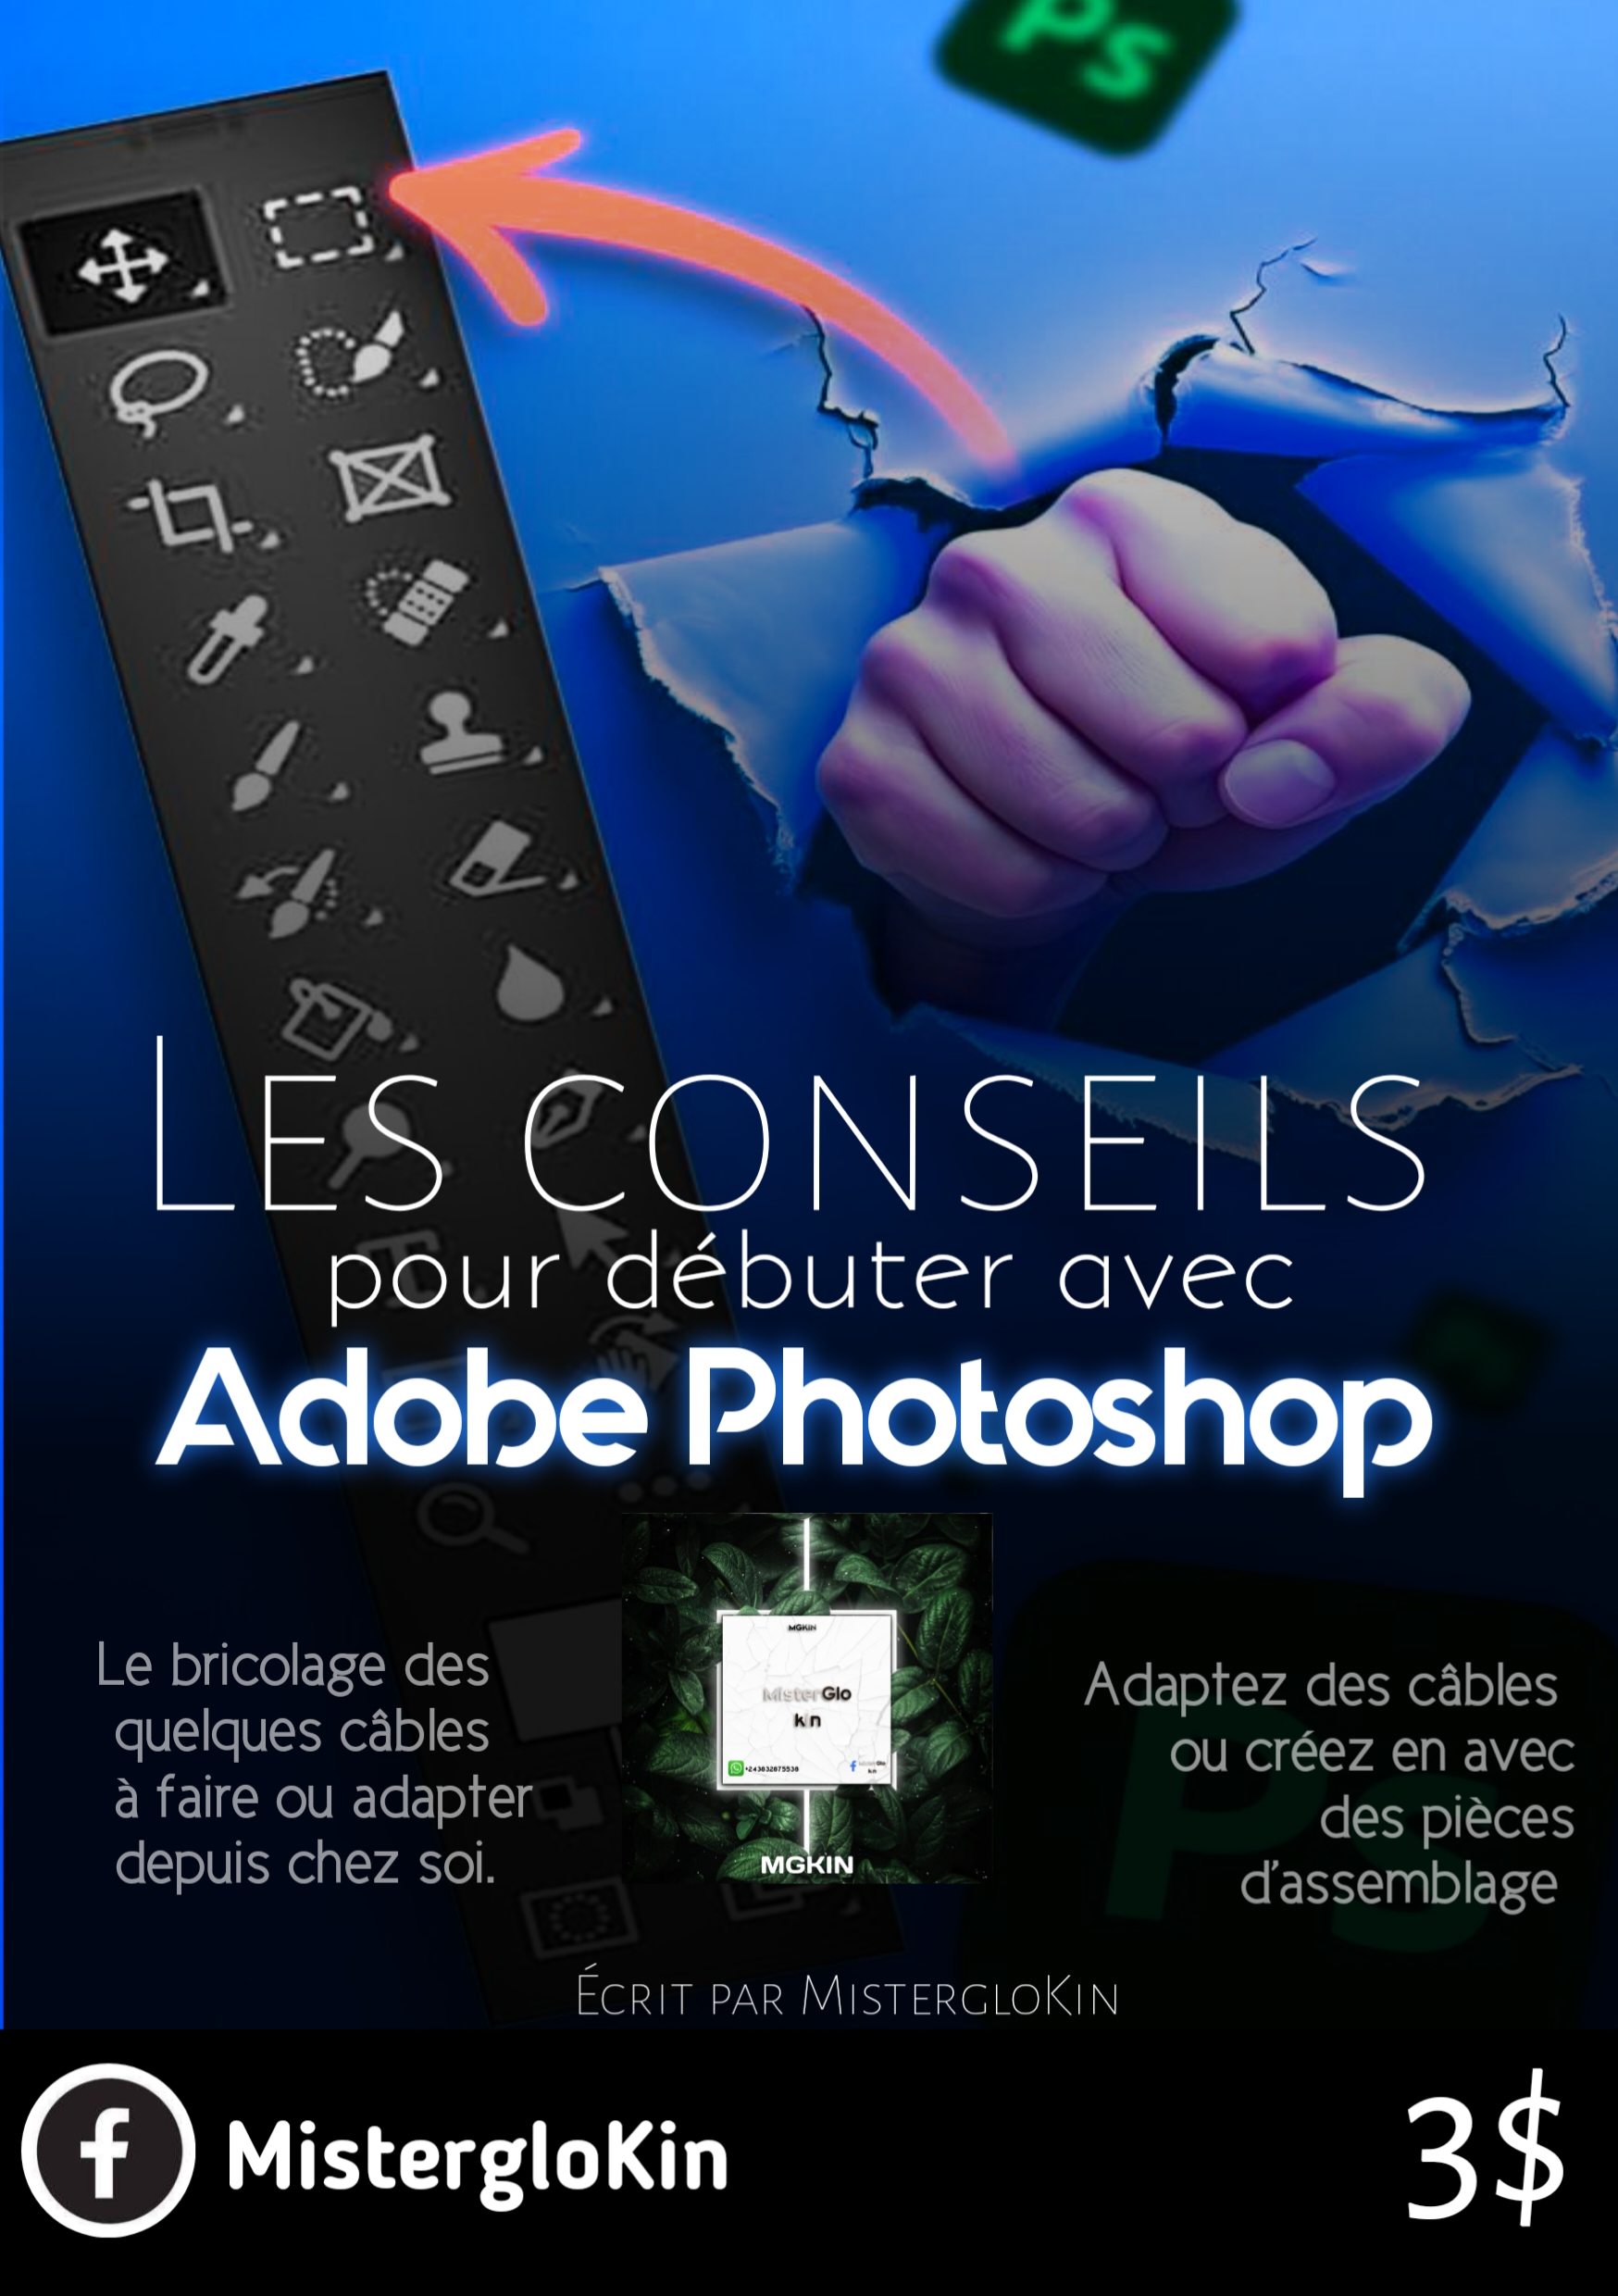 Ps
LES CONSEILS
pour débuter avec
Adobe Photoshop
MGKIN
MisterGlo
kin
+243832875538
MGKIN
Le bricolage des
quelques câbles
à faire ou adapter
depuis chez soi.
Adaptez des câbles
ou créez en avec
des pièces
d'assemblage
Ps
ÉCRIT PAR MISTERGLOKIN
MistergloKin
3$